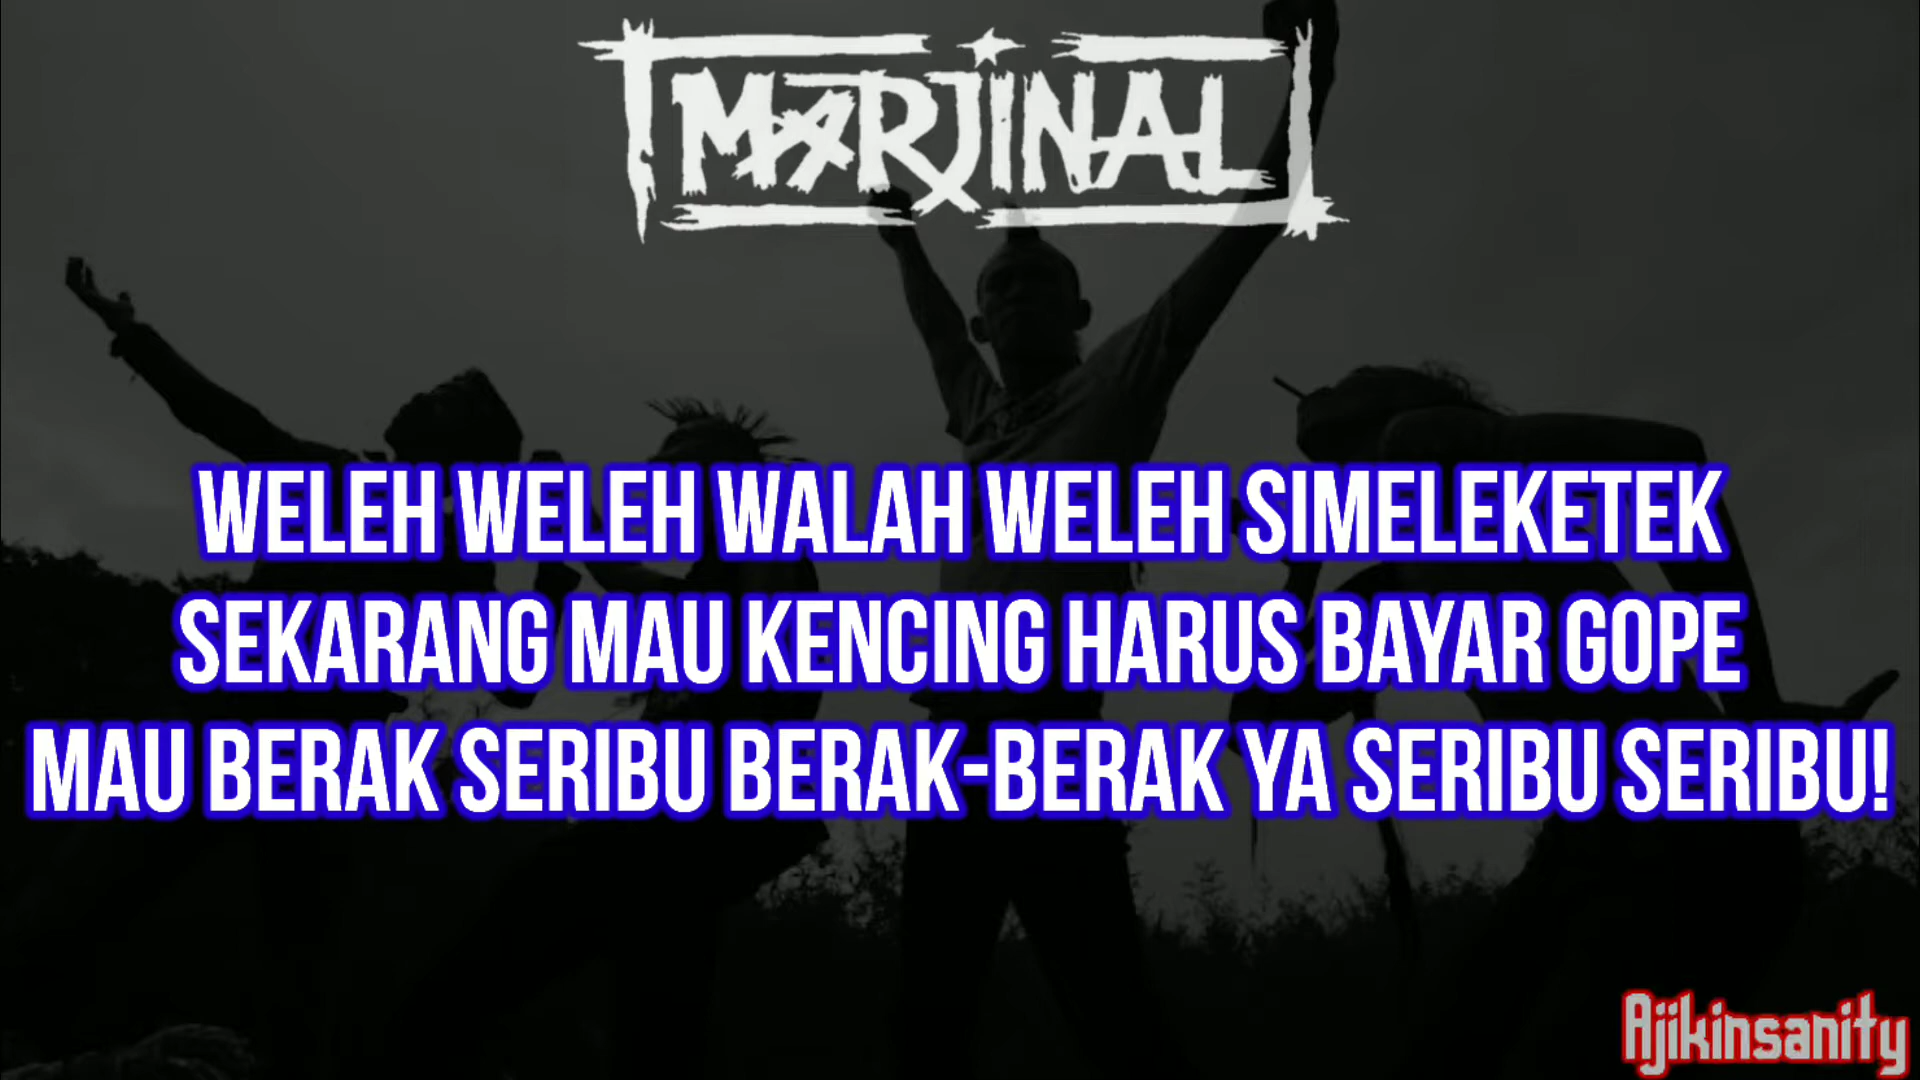 MARJINAL
WELEH WELEH WALAH WELEH SIMELEKETEK
SEKARANG MAU KENCING HARUS BAYAR GOPE
MAU BERAK SERIBU BERAK-BERAK YA SERIBU SERIBU!
Ajikinsanity